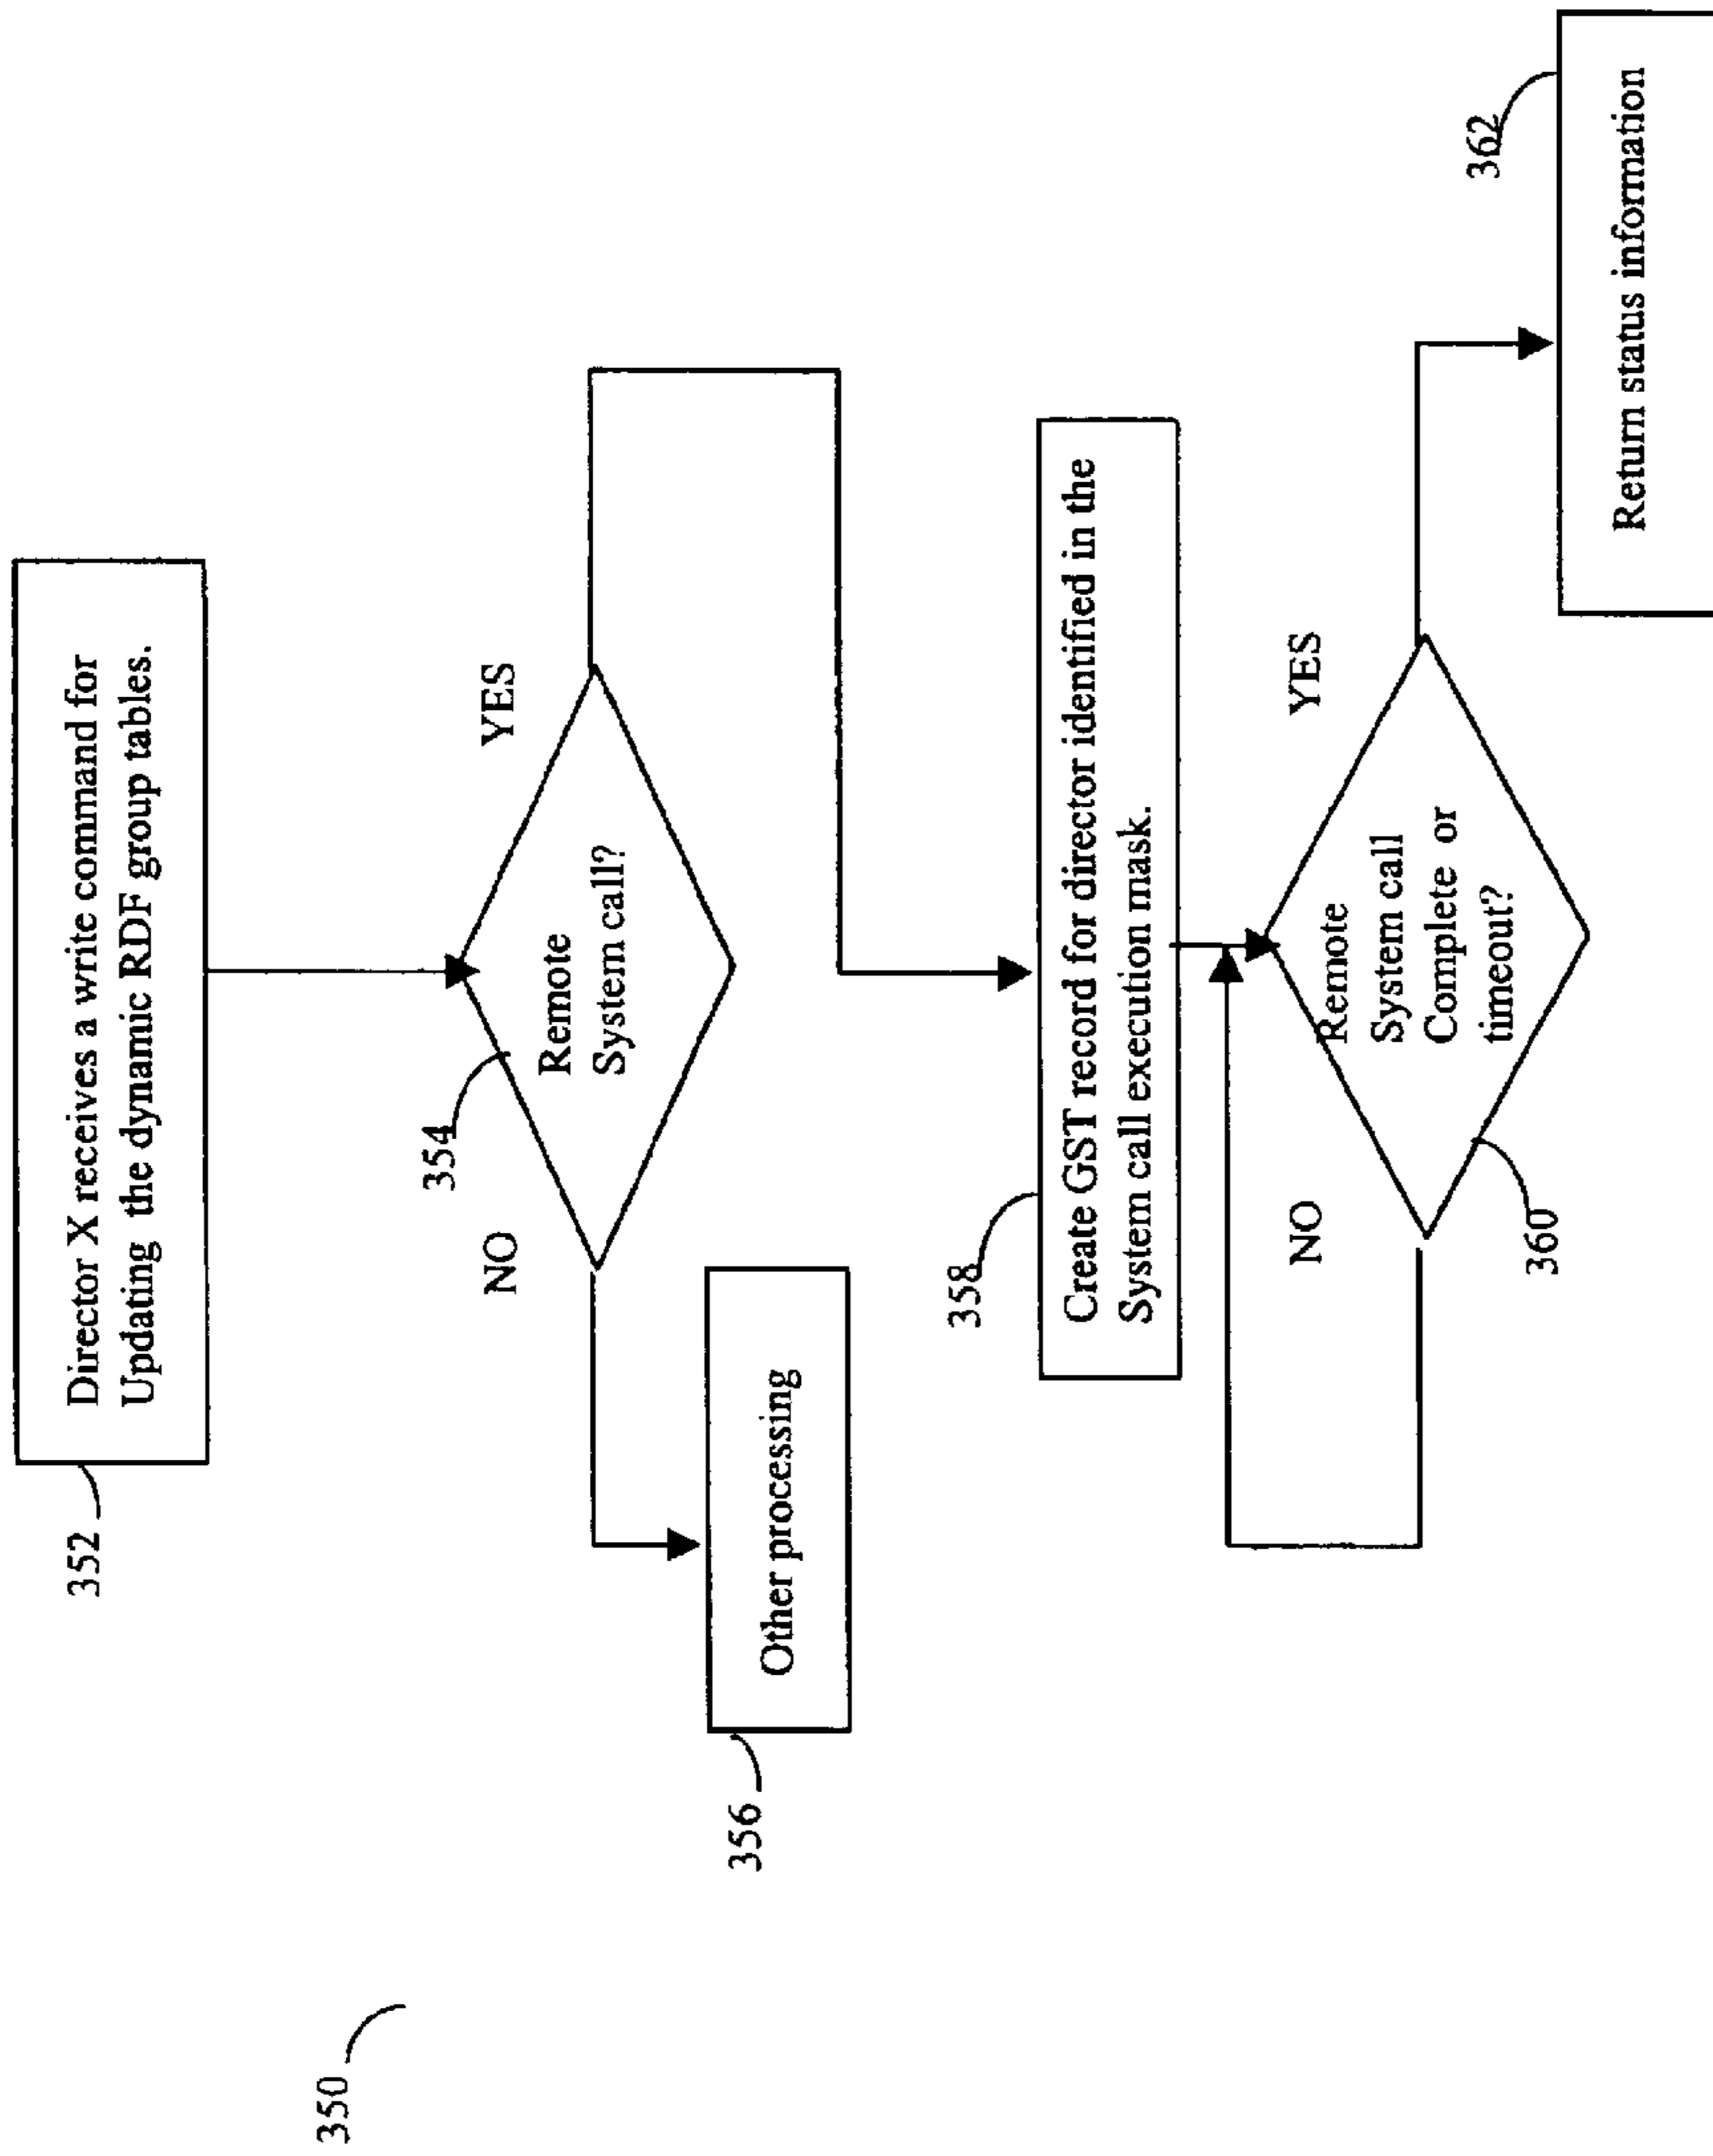 350
352
Director X receives a write command for
Updating the dynamic RDF group tables.
354
NO
YES
Remote
System call?
356
Other processing
358
Create GST record for director identified in the
System call execution mask.
NO
YES
Remote
System call
Complete or
timeout?
360
362
Return status information